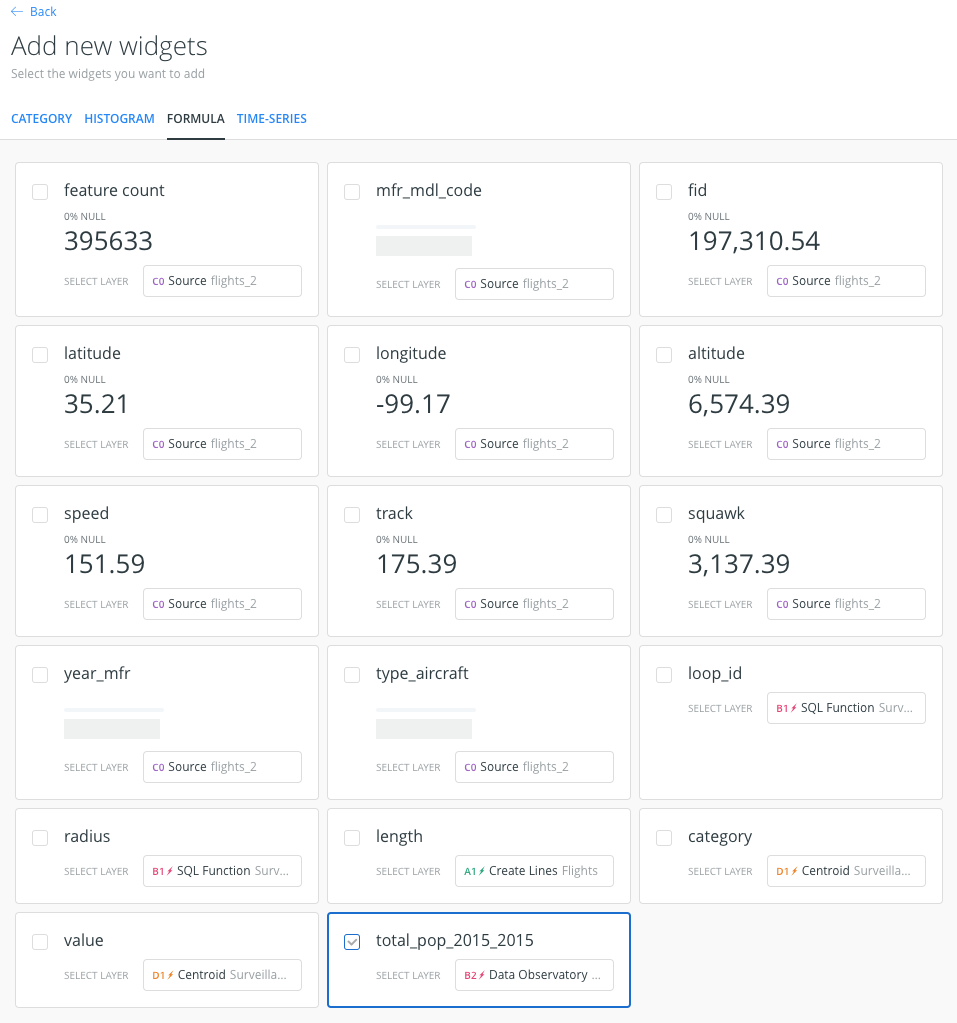 ← Back
Add new widgets
Select the widgets you want to add
CATEGORY HISTOGRAM FORMULA TIME-SERIES
feature count
0% NULL
395633
SELECT LAYER C0 Source flights_2
mfr_mdl_code
SELECT LAYER C0 Source flights_2
fid
0% NULL
197,310.54
SELECT LAYER C0 Source flights_2
latitude
0% NULL
35.21
SELECT LAYER C0 Source flights_2
longitude
0% NULL
-99.17
SELECT LAYER C0 Source flights_2
altitude
0% NULL
6,574.39
SELECT LAYER C0 Source flights_2
speed
0% NULL
151.59
SELECT LAYER C0 Source flights_2
track
0% NULL
175.39
SELECT LAYER C0 Source flights_2
squawk
0% NULL
3,137.39
SELECT LAYER C0 Source flights_2
year_mfr
SELECT LAYER C0 Source flights_2
type_aircraft
SELECT LAYER C0 Source flights_2
loop_id
SELECT LAYER B1 SQL Function Surv...
radius
SELECT LAYER B1 SQL Function Surv...
length
SELECT LAYER A1 Create Lines Flights
category
SELECT LAYER D1 Centroid Surveilla...
value
SELECT LAYER D1 Centroid Surveilla...
total_pop_2015_2015
SELECT LAYER B2 Data Observatory ...